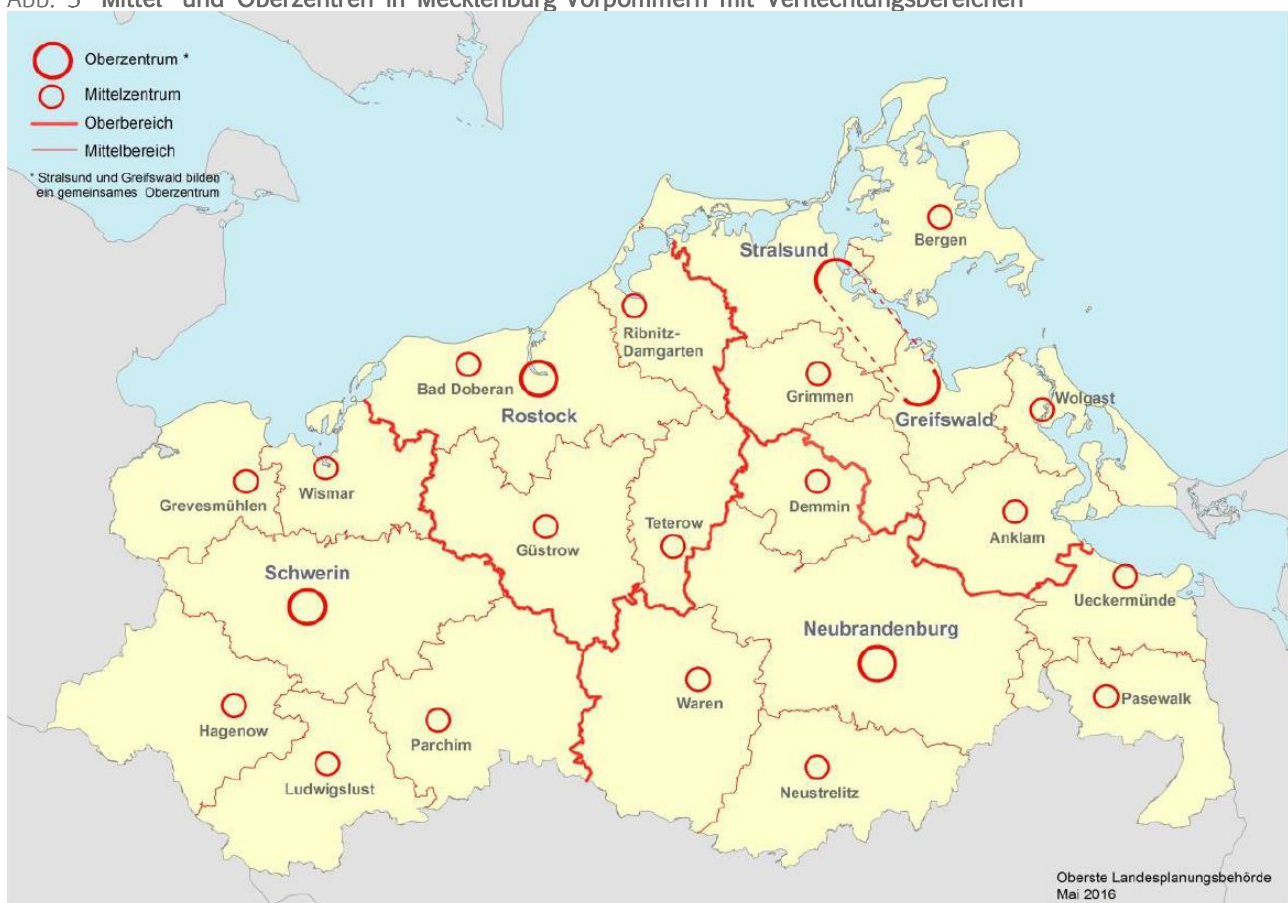 ABB. 3 Mittel- und Oberzentren in Mecklenburg-Vorpommern mit Verflechtungsbereichen
Oberzentrum *
Mittelzentrum
Oberbereich
Mittelbereich
* Stralsund und Greifswald bilden
ein gemeinsames Oberzentrum
Bergen
Stralsund
Ribnitz-
Damgarten
Bad Doberan
Rostock
Grimmen
Greifswald
Wolgast
Grevesmühlen
Wismar
Güstrow
Teterow
Demmin
Anklam
Schwerin
Ueckermünde
Neubrandenburg
Hagenow
Parchim
Waren
Pasewalk
Ludwigslust
Neustrelitz
Oberste Landesplanungsbehörde
Mai 2016